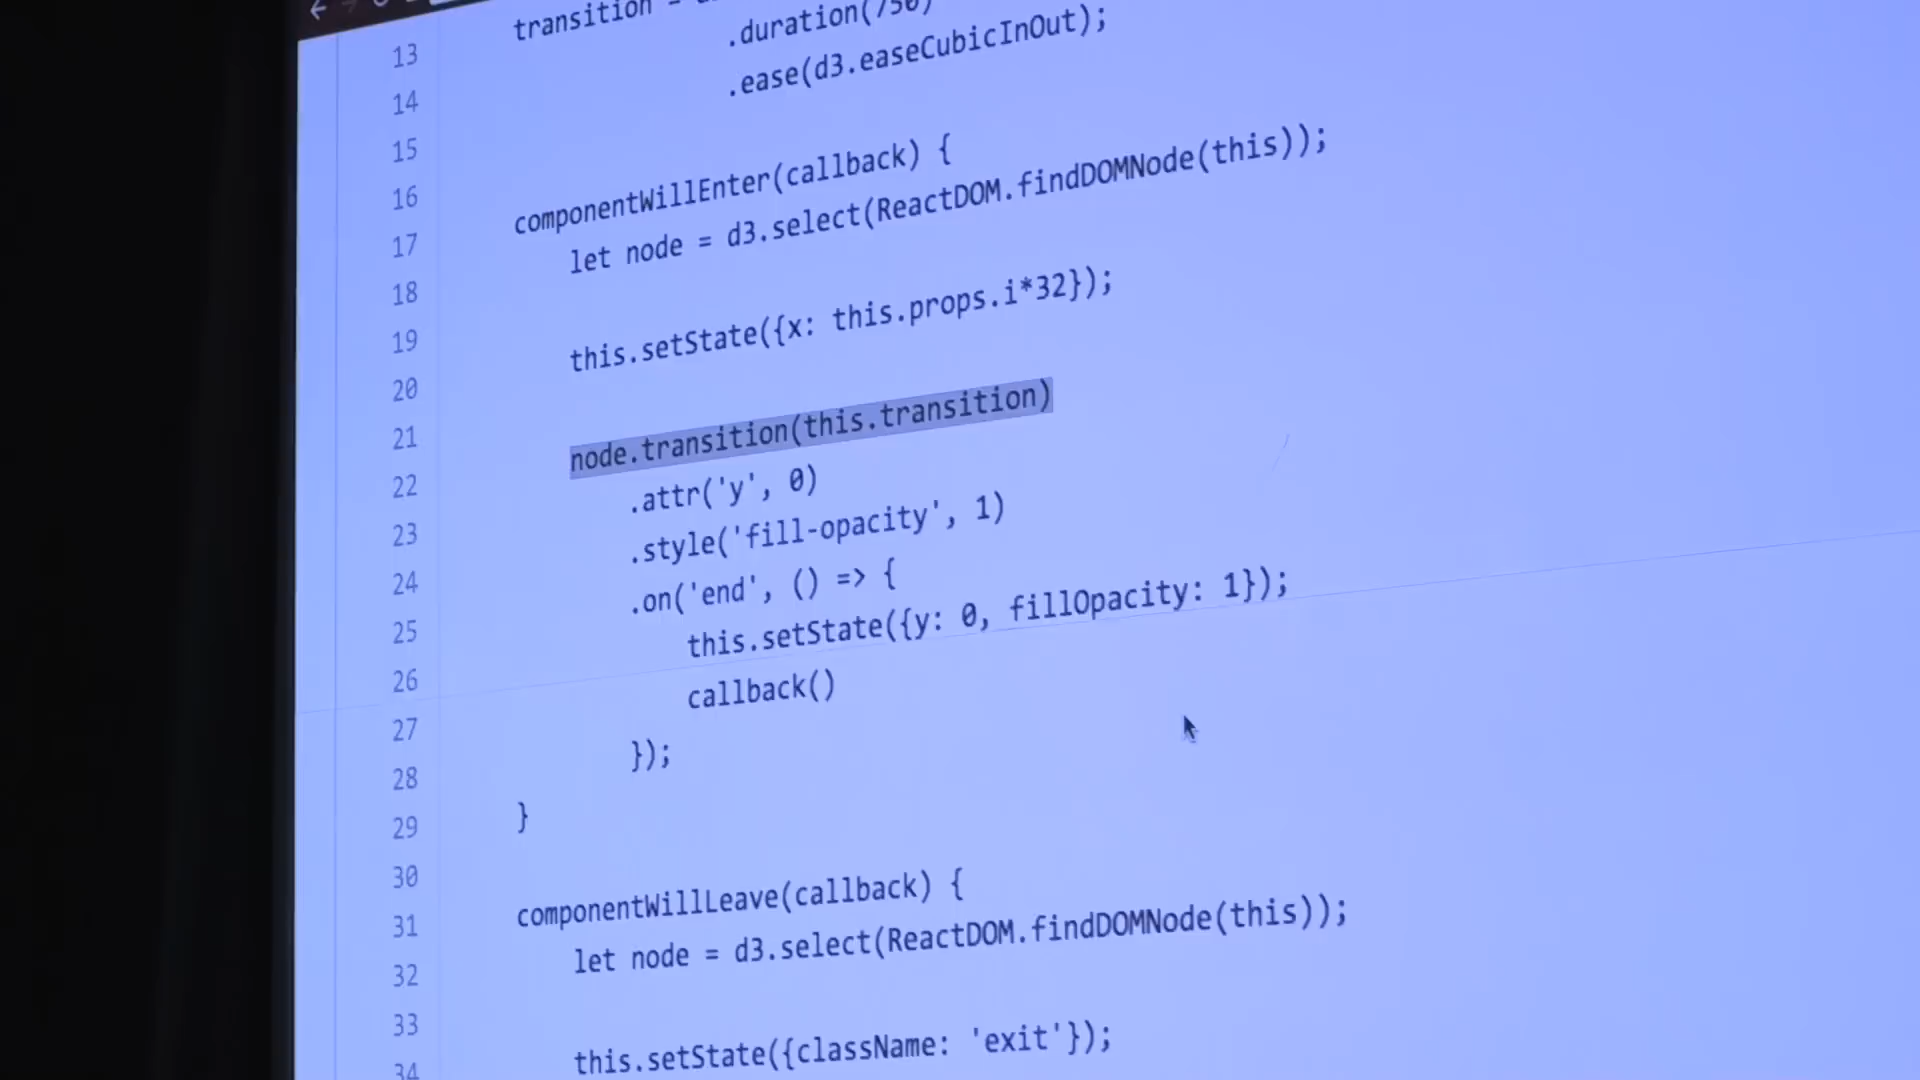 13
transition =
.duration(750)
14
.ease(d3.easeCubicInOut);
15
16
componentWillEnter(callback) {
17
let node = d3.select(ReactDOM.findDOMNode(this));
18
19
this.setState({x: this.props.i*32});
20
21
node.transition(this.transition)
22
.attr('y', 0)
23
.style('fill-opacity', 1)
24
.on('end', () => {
25
this.setState({y: 0, fillOpacity: 1});
26
callback()
27
});
28
29
}
30
31
componentWillLeave(callback) {
32
let node = d3.select(ReactDOM.findDOMNode(this));
33
34
this.setState({className: 'exit'});